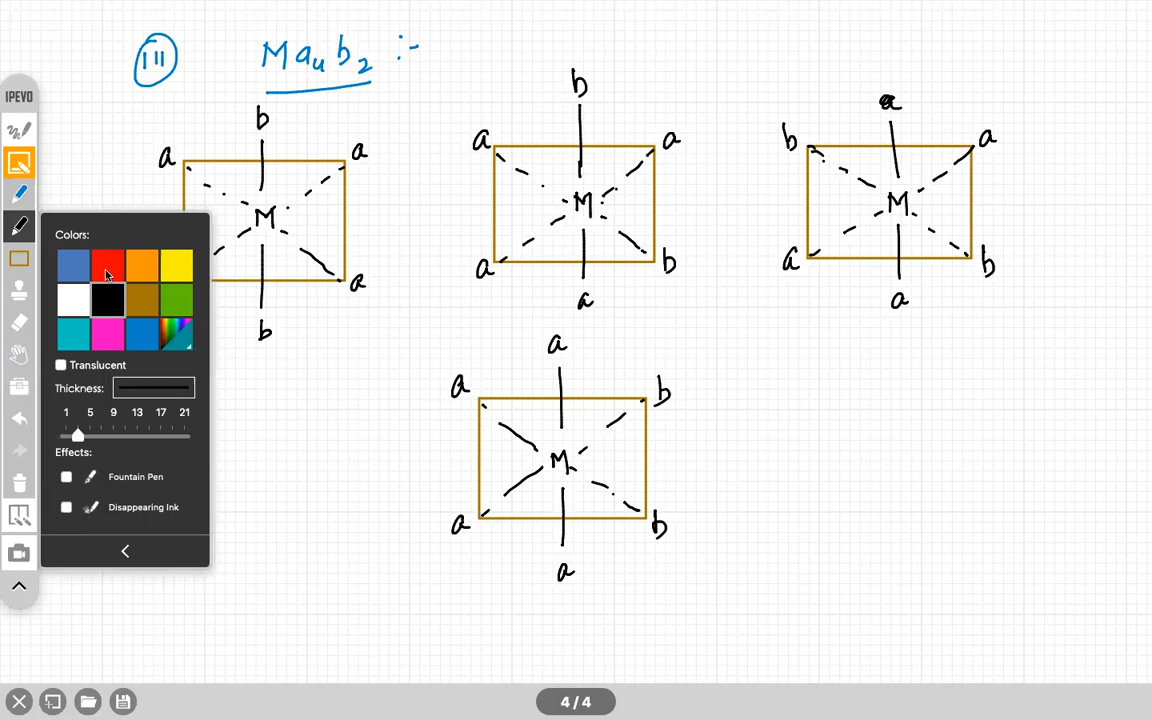 III Ma4b2 :-
IPEVO
b
a a
M
a
b
b
a a
M
a b
a
a
b a
M
a b
a
a
a b
M
a b
a
Colors:
Translucent
Thickness:
1 5 9 13 17 21
Effects:
Fountain Pen
Disappearing Ink
4 / 4